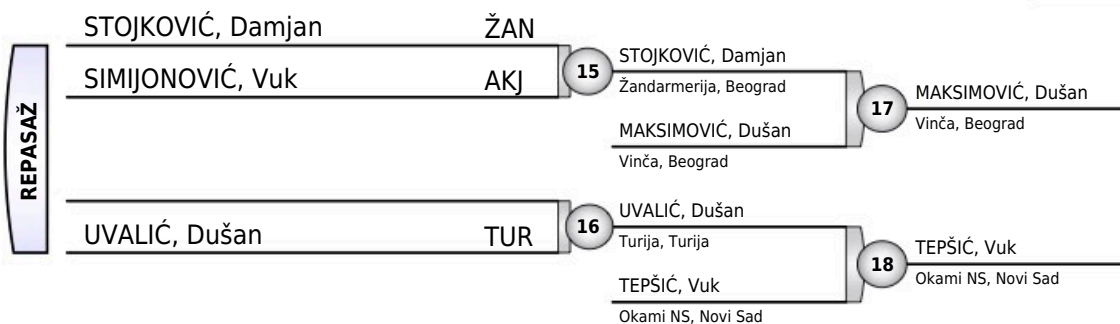 REPASAŽ
STOJKOVIĆ, Damjan ŽAN
SIMIJONOVIĆ, Vuk AKJ
15
STOJKOVIĆ, Damjan
Žandarmerija, Beograd
MAKSIMOVIĆ, Dušan
Vinča, Beograd
17
MAKSIMOVIĆ, Dušan
Vinča, Beograd
UVALIĆ, Dušan TUR
16
UVALIĆ, Dušan
Turija, Turija
TEPŠIĆ, Vuk
Okami NS, Novi Sad
18
TEPŠIĆ, Vuk
Okami NS, Novi Sad